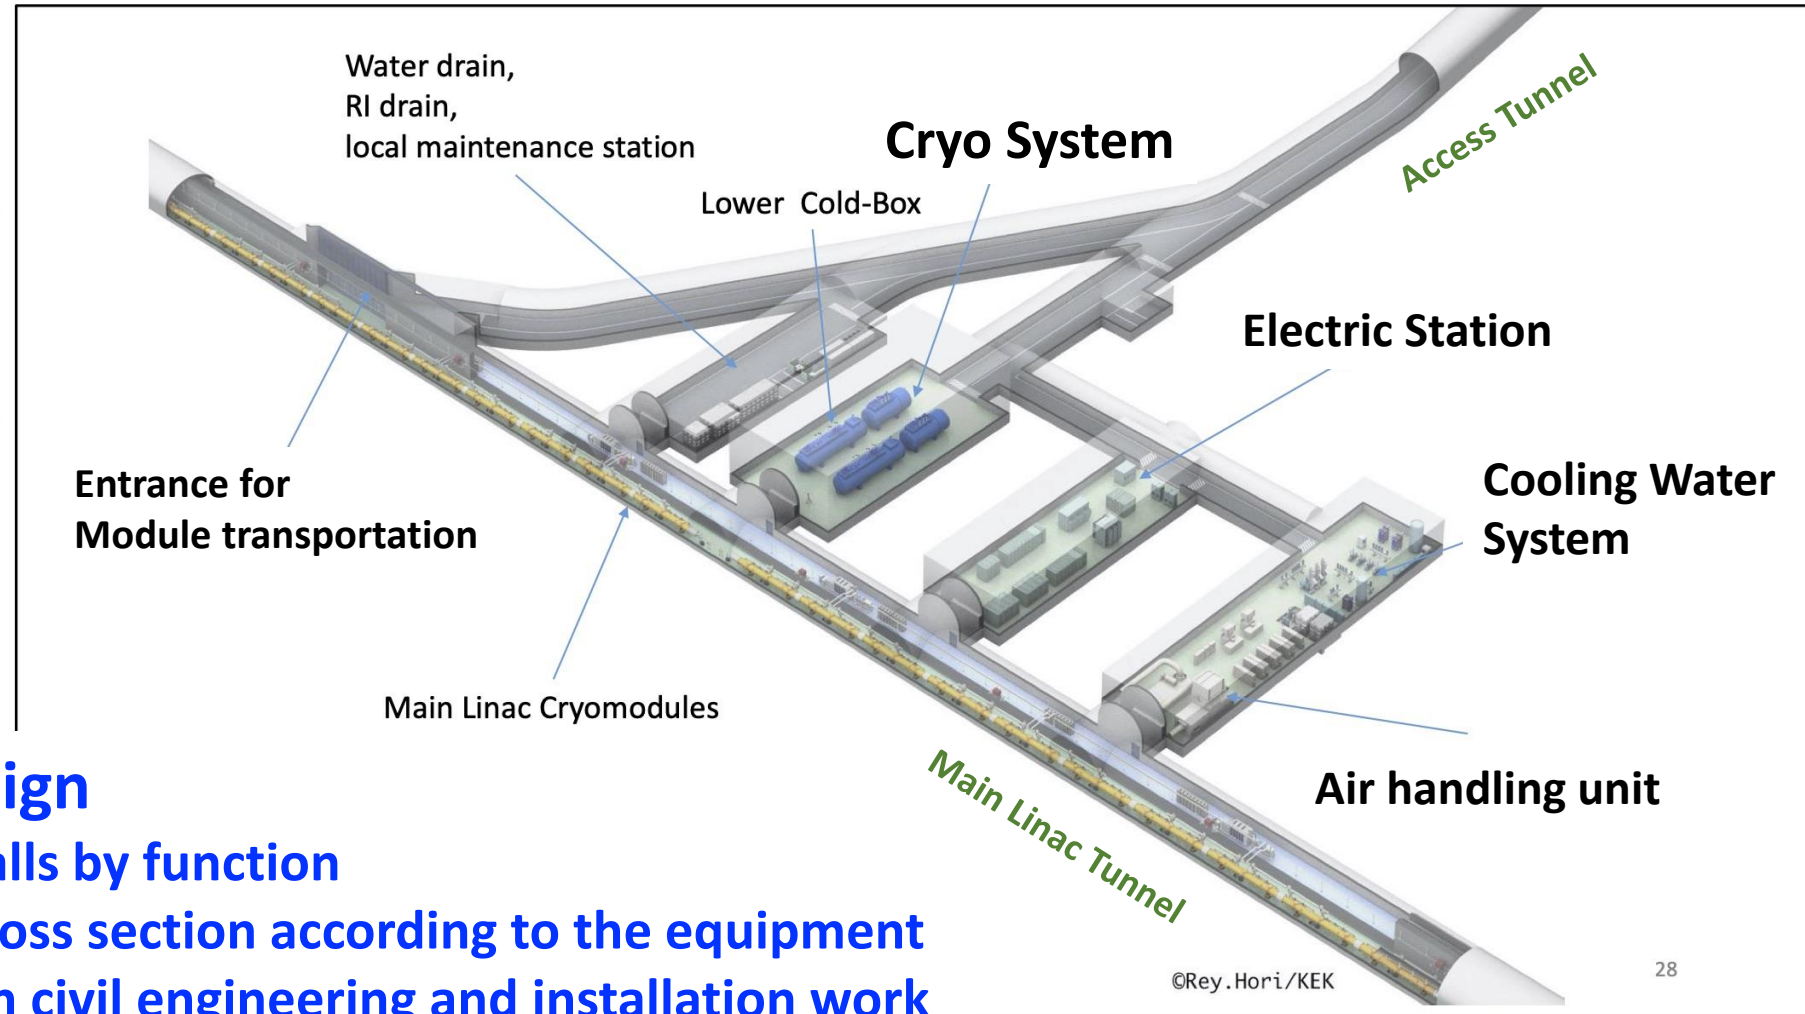 Water drain,
RI drain,
local maintenance station
Cryo System
Access Tunnel
Lower Cold-Box
Electric Station
Entrance for
Module transportation
Cooling Water
System
Main Linac Cryomodules
Main Linac Tunnel
Air handling unit
ign
alls by function
oss section according to the equipment
n civil engineering and installation work
©Rey.Hori/KEK
28